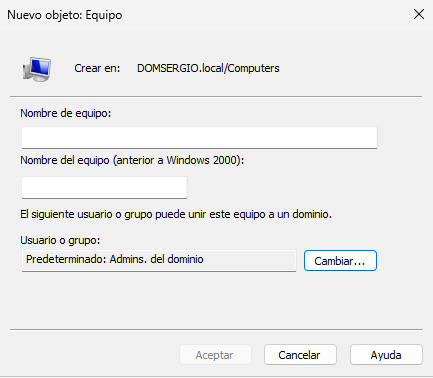 Nuevo objeto: Equipo
Crear en: DOMSERGIO.local/Computers
Nombre de equipo:
Nombre del equipo (anterior a Windows 2000):
El siguiente usuario o grupo puede unir este equipo a un dominio.
Usuario o grupo:
Predeterminado: Admins. del dominio Cambiar...
Aceptar Cancelar Ayuda